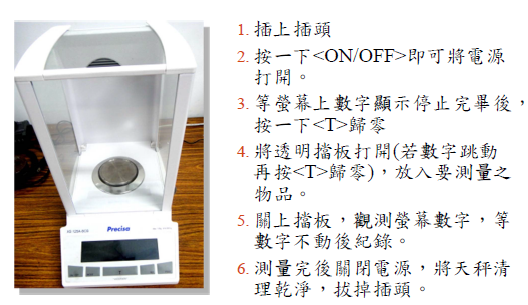 1. 插上插頭
2. 按一下<ON/OFF>即可將電源
打開。
3. 等螢幕上數字顯示停止完畢後，
按一下<T>歸零
4. 將透明擋板打開(若數字跳動
再按<T>歸零)，放入要測量之
物品。
5. 關上擋板，觀測螢幕數字，等
數字不動後紀錄。
6. 測量完後關閉電源，將天秤清
理乾淨，拔掉插頭。
Precisa